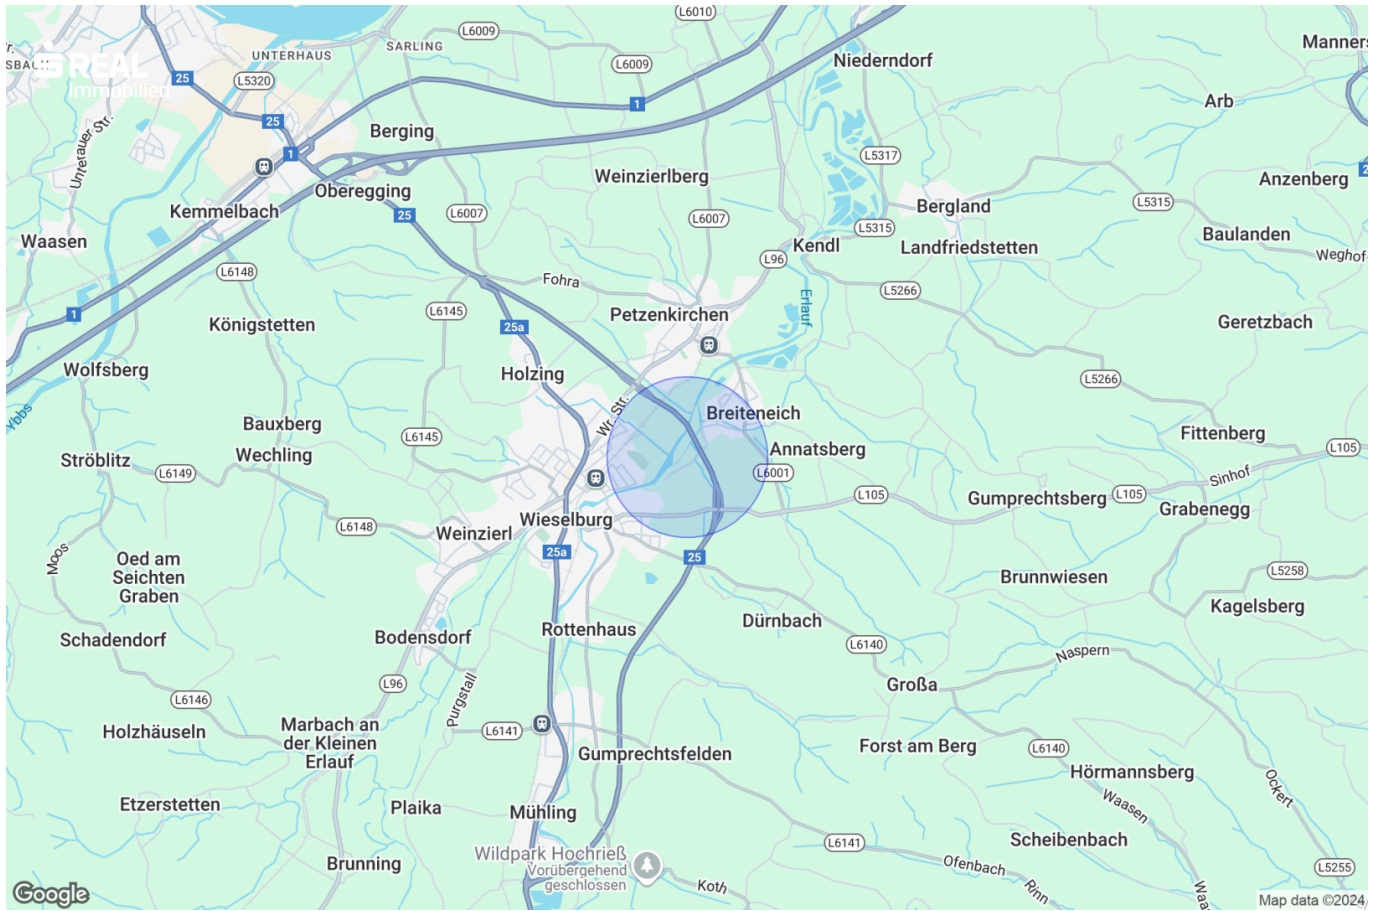 L6010
SARLING
L6009
UNTERHAUS
Manners
Niederndorf
REAL
Immobilien
25
L5320
L6009
Arb
1
25
Unterauer Str.
Berging
1
L5317
Oberegging
Weinzierlberg
Anzenberg
Kemmelbach
25
L6007
L6007
Bergland
L5315
Waasen
L5315
Baulanden
Kendl
Landfriedstetten
Weghof
L96
L6148
Fohra
L5266
Erlauf
1
L6145
Petzenkirchen
Königstetten
25a
Geretzbach
Wolfsberg
Holzing
L5266
Ybbs
Wr. Str.
Breiteneich
Bauxberg
L6145
Annatsberg
Fittenberg
L105
Ströblitz
L6149
Wechling
L6001
Sinhof
L105
Gumprechtsberg
L105
Grabenegg
L6148
Weinzierl
Wieselburg
25a
25
Moos
Oed am
Seichten
Graben
Brunnwiesen
L5258
Kagelsberg
Schadendorf
Bodensdorf
Rottenhaus
Dürnbach
L6140
Naspern
L96
Großa
L6146
Purgstall
Holzhäuseln
Marbach an
der Kleinen
Erlauf
L6141
Gumprechtsfelden
Forst am Berg
L6140
Hörmannsberg
Ockert
Etzerstetten
Plaika
Mühling
Waasen
Scheibenbach
L6141
Brunning
Wildpark Hochrieß
Vorübergehend
geschlossen
Koth
Ofenbach
Rinn
L5255
Google
Map data ©2024